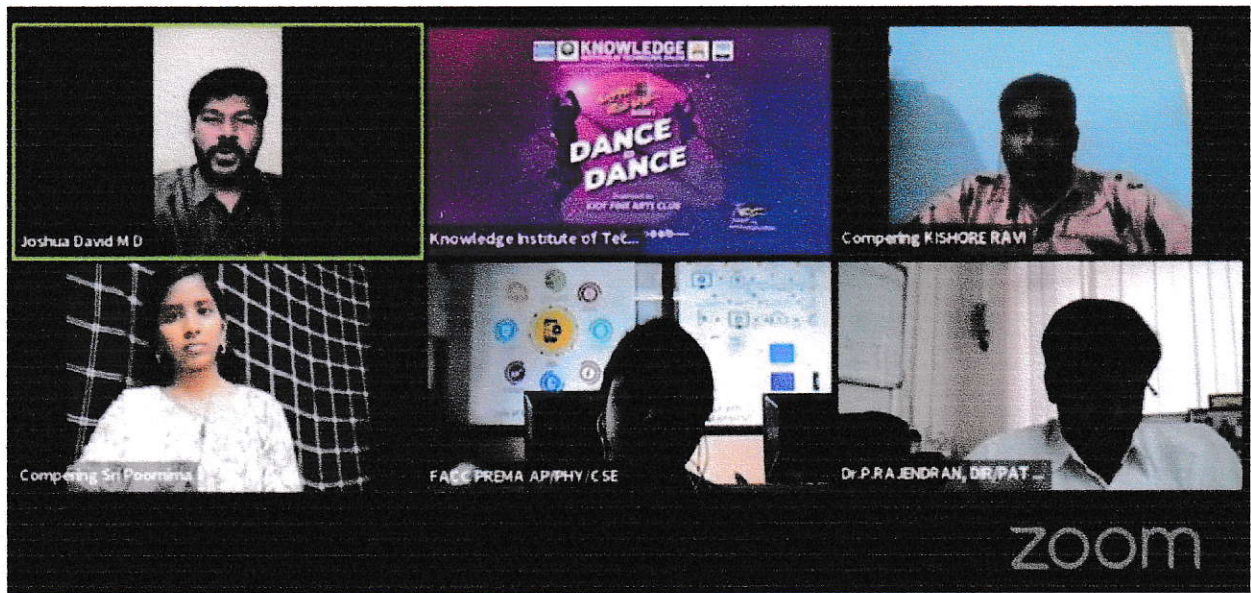 KNOWLEDGE
DANCE
DANCE
KIOT FINE ARTS CLUB
Joshua David M D
Knowledge Institute of Tec...
Compering KISHORE RAVI
Compering Sri Poornima
FACC PREMA AP/PHY/CSE
Dr.P.RAJENDRAN, DIR/PAT ...
zoom